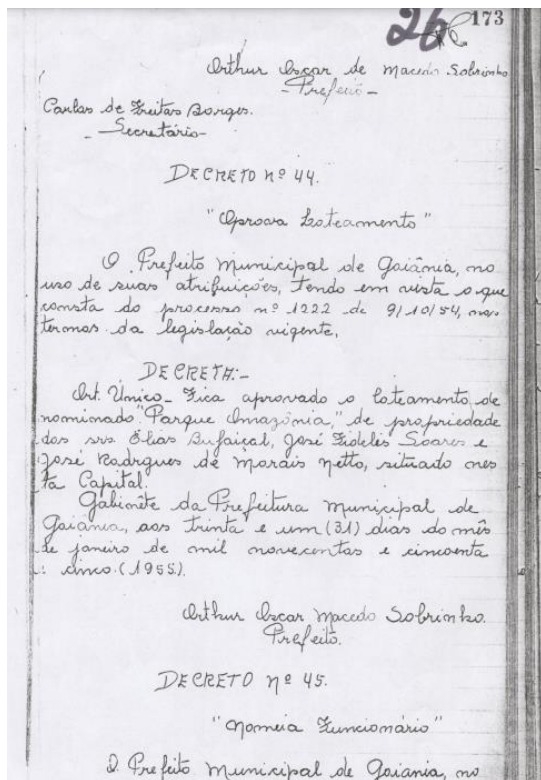 26 173
Arthur Oscar de Macedo Sobrinho
- Prefeito -
Carlas de Freitas Borges.
- Secretário -
DECRETO Nº 44.
"Aprova Loteamento"
O Prefeito Municipal de Goiânia, no
uso de suas atribuições, tendo em vista o que
consta do processo nº 1222 de 9/10/54, nos
termos da legislação vigente,
DECRETA:-
Art. Único - Fica aprovado o loteamento de
nominado "Parque Amazônia," de propriedade
dos srs Elias Bufaiçal, José Fidelis Soares e
José Rodrgues de Morais Netto, situado nes
ta Capital.
Gabinête da Prefeitura Municipal de
Goiânia, aos trinta e um (31) dias do mês
de janeiro de mil novecentos e cincoenta
e cinco. (1955).
Arthur Oscar Macedo Sobrinho.
Prefeito.
DECRETO Nº 45.
"Nomeia Funcionário"
O Prefeito Municipal de Goiania, no